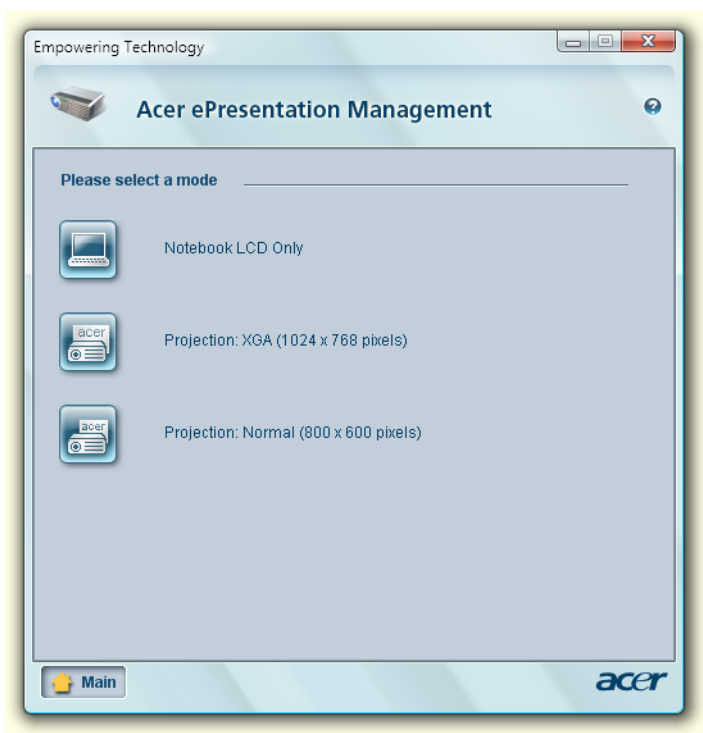 Empowering Technology
Acer ePresentation Management
Please select a mode
Notebook LCD Only
acer
Projection: XGA (1024 x 768 pixels)
acer
Projection: Normal (800 x 600 pixels)
Main
acer